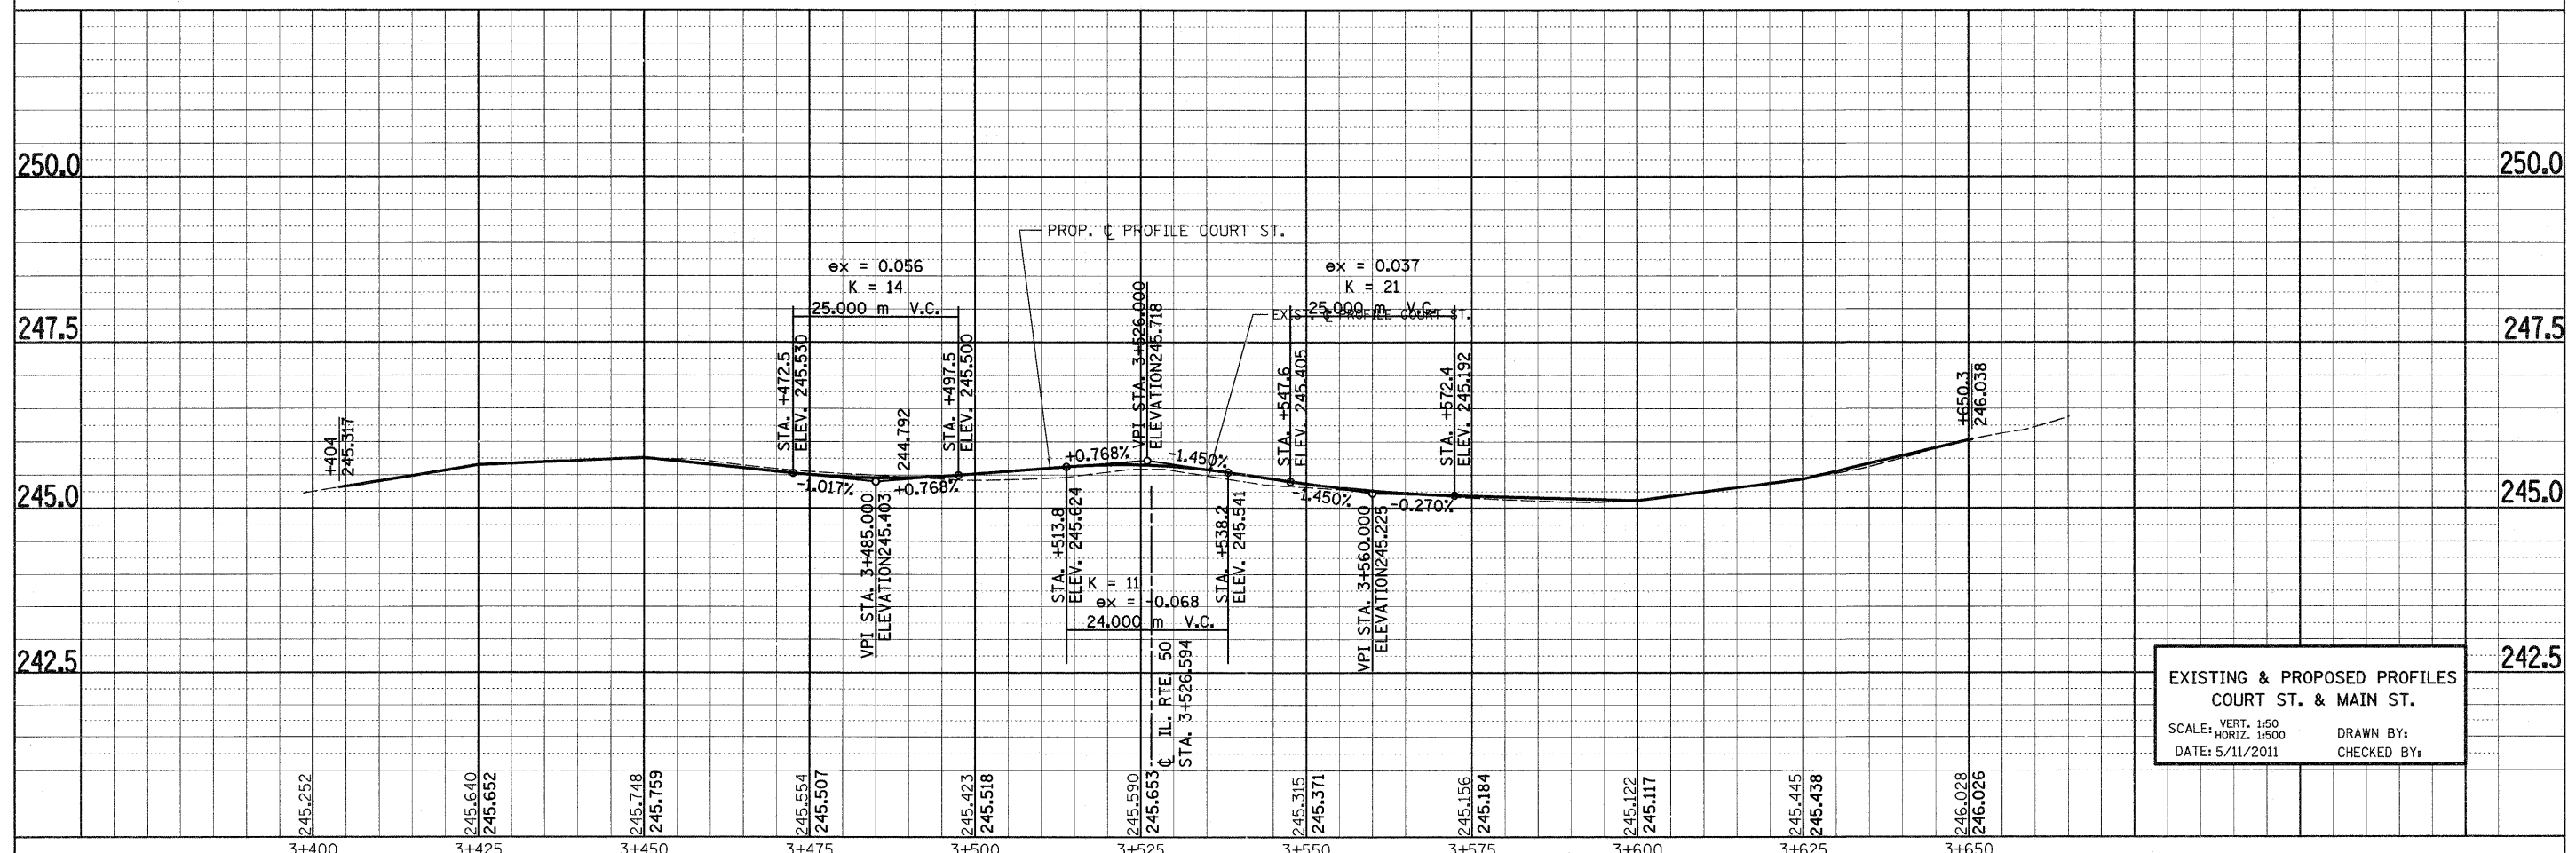 250.0
250.0
PROP. ℄ PROFILE COURT ST.
ex = 0.056
K = 14
25.000 m V.C.
ex = 0.037
K = 21
25.000 m V.C.
EXIST. ℄ PROFILE COURT ST.
247.5
247.5
+404
245.317
STA. +472.5
ELEV. 245.530
244.792
STA. +497.5
ELEV. 245.500
VPI STA. 3+526.000
ELEVATION245.718
STA. +547.6
ELEV. 245.405
STA. +572.4
ELEV. 245.192
+650.3
246.038
-1.017%
+0.768%
+0.768%
-1.450%
-1.450%
-0.270%
245.0
245.0
VPI STA. 3+485.000
ELEVATION245.403
STA. +513.8
ELEV. 245.624
STA. +538.2
ELEV. 245.541
VPI STA. 3+560.000
ELEVATION245.225
K = 11
ex = -0.068
24.000 m V.C.
242.5
242.5
℄ IL. RTE. 50
STA. 3+526.594
EXISTING & PROPOSED PROFILES
COURT ST. & MAIN ST.
SCALE: VERT. 1:50
HORIZ. 1:500
DRAWN BY:
DATE: 5/11/2011
CHECKED BY:
245.252
245.640
245.652
245.748
245.759
245.554
245.507
245.423
245.518
245.590
245.653
245.315
245.371
245.156
245.184
245.122
245.117
245.445
245.438
246.028
246.026
3+400
3+425
3+450
3+475
3+500
3+525
3+550
3+575
3+600
3+625
3+650